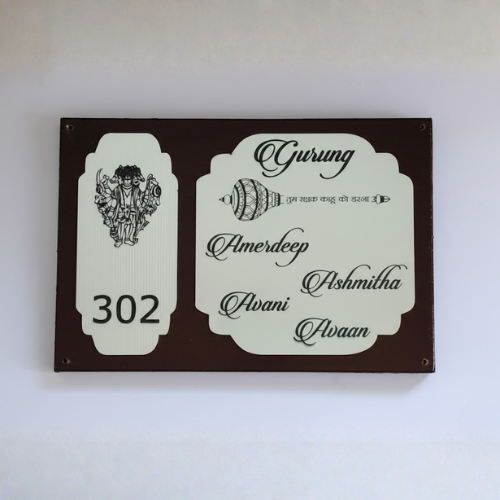 302
Gurung
तुम रक्षक काहू को डरना
Amerdeep
Ashmitha
Avani
Avaan